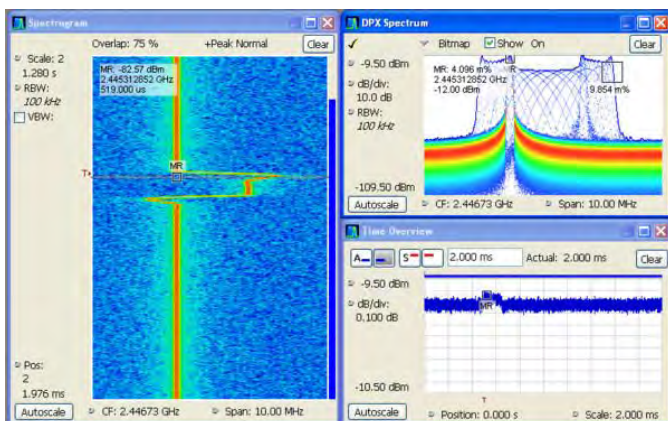 Spectrogram
Overlap: 75 %
+Peak Normal
Clear
Scale: 2
1.280 s
RBW:
100 kHz
VBW:
MR: -82.57 dBm
2.445312852 GHz
519.000 us
MR
T
Pos:
2
1.976 ms
Autoscale
CF: 2.44673 GHz
Span: 10.00 MHz
DPX Spectrum
Bitmap
Show
On
Clear
-9.50 dBm
dB/div:
10.0 dB
RBW:
100 kHz
-109.50 dBm
MR: 4.096 m%
2.445312852 GHz
-12.00 dBm
9.854 m%
Autoscale
CF: 2.44673 GHz
Span: 10.00 MHz
Time Overview
A
S
2.000 ms
Actual: 2.000 ms
Clear
-9.50 dBm
dB/div:
0.100 dB
MR
-10.50 dBm
T
Autoscale
Position: 0.000 s
Scale: 2.000 ms